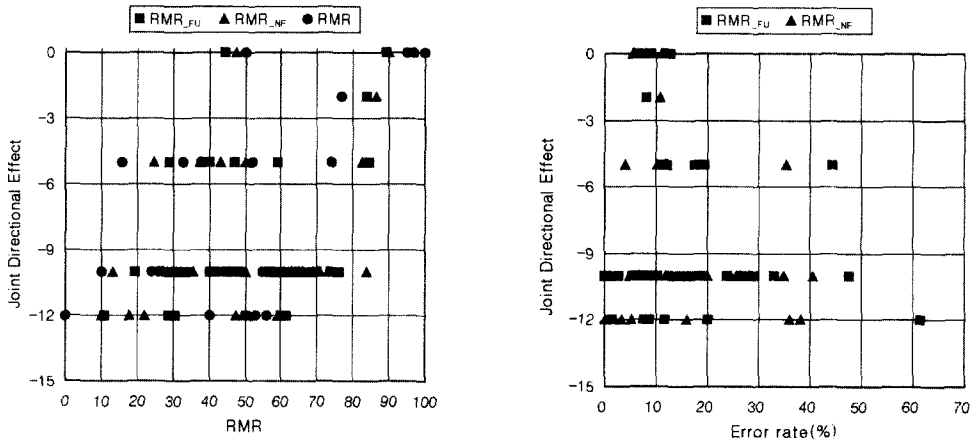 RMR_FU RMR_NF RMR
Joint Directional Effect
0
-3
-6
-9
-12
-15
0 10 20 30 40 50 60 70 80 90 100
RMR
RMR_FU RMR_NF
Joint Directional Effect
0
-3
-6
-9
-12
-15
0 10 20 30 40 50 60 70
Error rate(%)